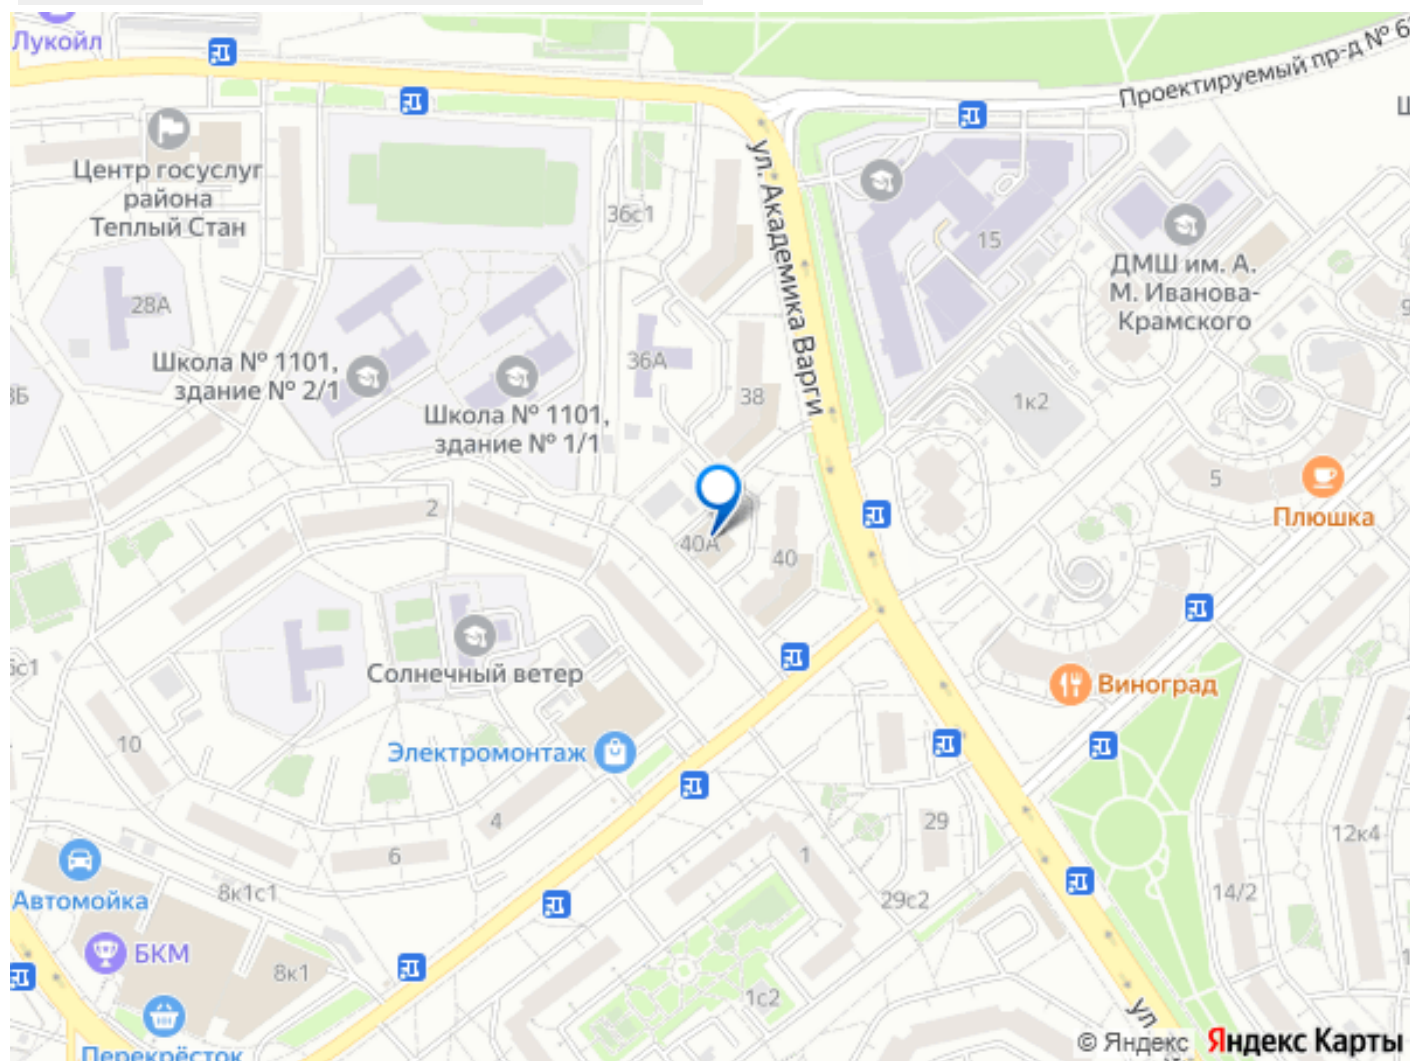 Лукойл
Проектируемый пр-д № 6
Центр госуслуг
района
Теплый Стан
36с1
ул. Академика Варги
15
ДМШ им. А.
М. Иванова-
Крамского
28А
36А
Школа № 1101,
здание № 2/1
38
1к2
Школа № 1101,
здание № 1/1
5
Плюшка
2
40А
40
Солнечный ветер
Виноград
10
Электромонтаж
4
29
12к4
6
1
Автомойка
8к1с1
29с2
14/2
БКМ
8к1
1с2
ул.
Перекрёсток
© Яндекс Яндекс Карты